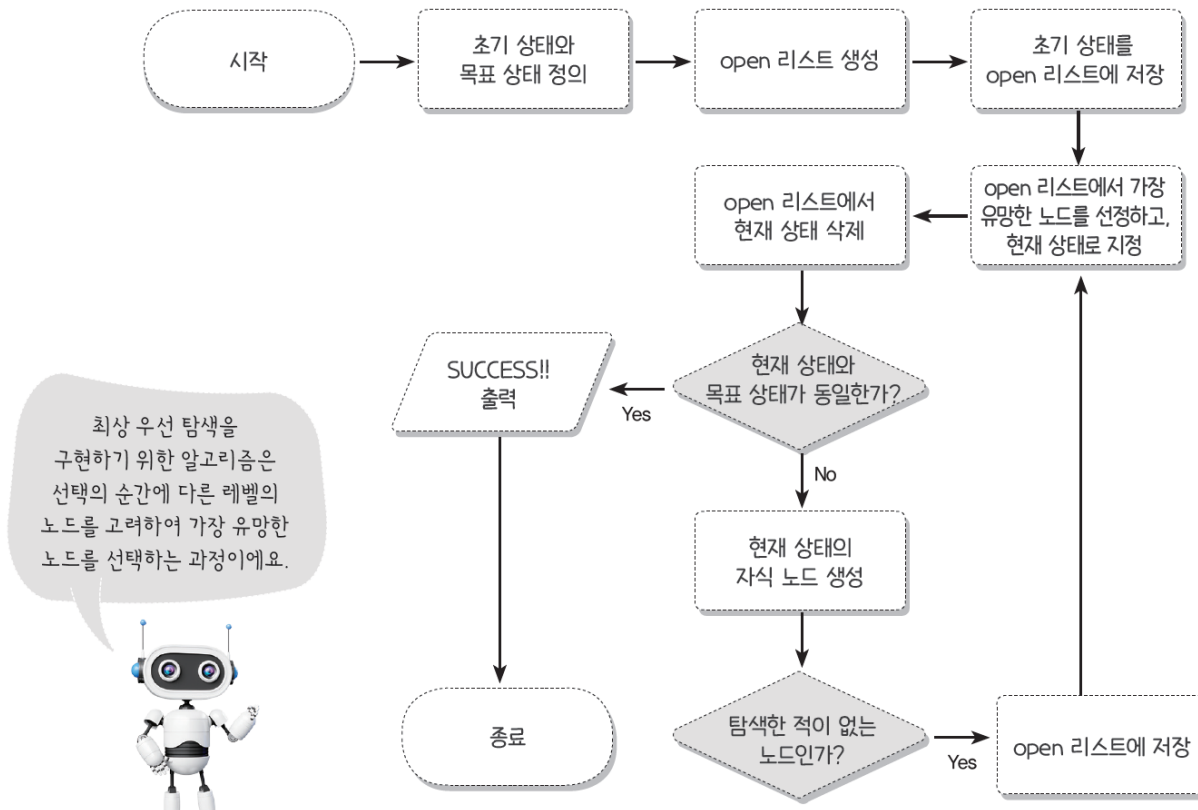 시작
초기 상태와
목표 상태 정의
open 리스트 생성
초기 상태를
open 리스트에 저장
open 리스트에서 가장
유망한 노드를 선정하고,
현재 상태로 지정
open 리스트에서
현재 상태 삭제
현재 상태와
목표 상태가 동일한가?
Yes
SUCCESS!!
출력
No
현재 상태의
자식 노드 생성
탐색한 적이 없는
노드인가?
Yes
open 리스트에 저장
종료
최상 우선 탐색을
구현하기 위한 알고리즘은
선택의 순간에 다른 레벨의
노드를 고려하여 가장 유망한
노드를 선택하는 과정이에요.